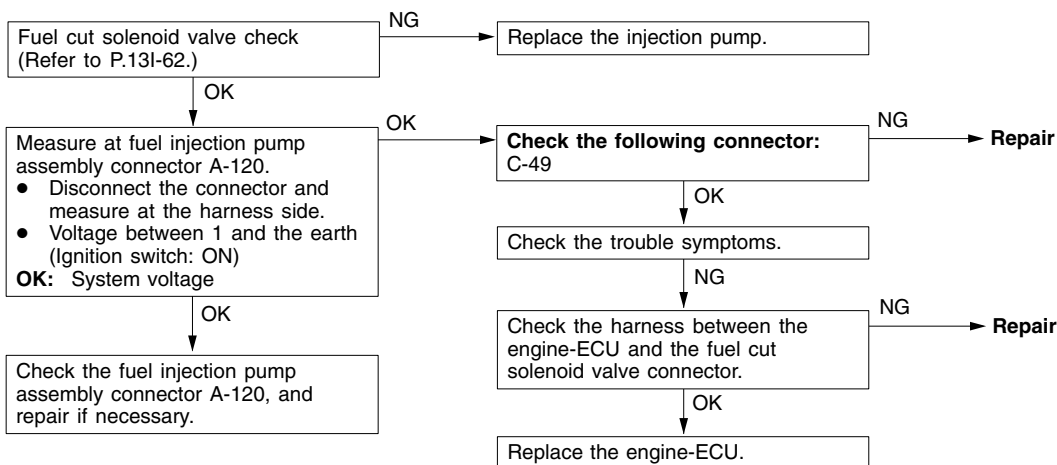 Fuel cut solenoid valve check
(Refer to P.13I-62.)
NG
Replace the injection pump.
OK
Measure at fuel injection pump
assembly connector A-120.
● Disconnect the connector and
measure at the harness side.
● Voltage between 1 and the earth
(Ignition switch: ON)
OK: System voltage
OK
Check the following connector:
C-49
NG
Repair
OK
Check the trouble symptoms.
NG
Check the harness between the
engine-ECU and the fuel cut
solenoid valve connector.
NG
Repair
OK
Replace the engine-ECU.
OK
Check the fuel injection pump
assembly connector A-120, and
repair if necessary.